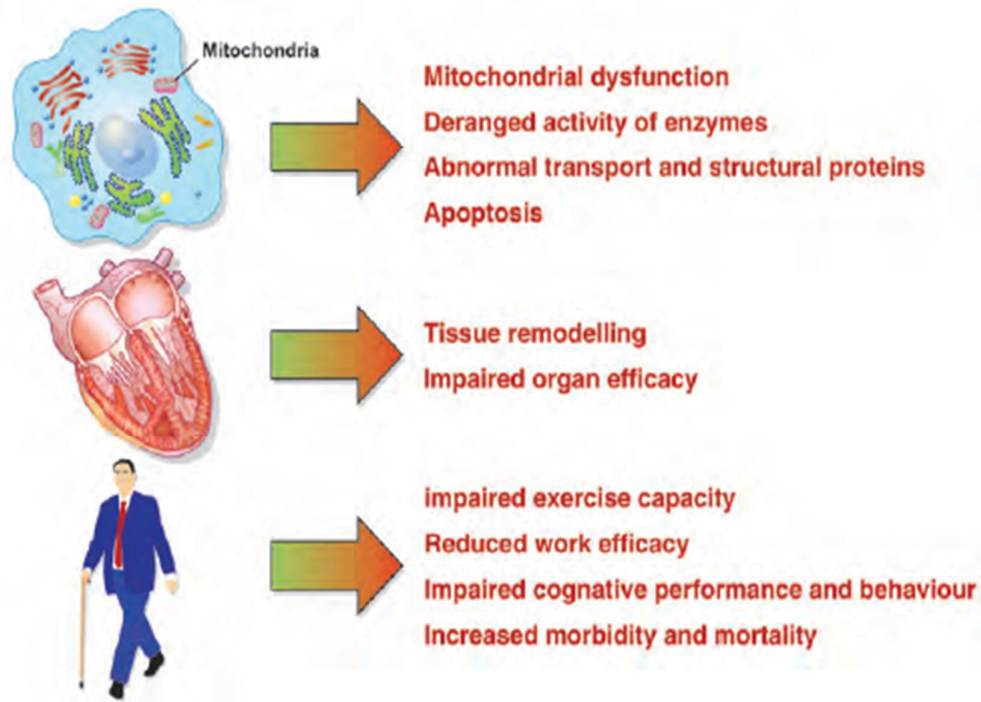 Mitochondria
Mitochondrial dysfunction
Deranged activity of enzymes
Abnormal transport and structural proteins
Apoptosis
Tissue remodelling
Impaired organ efficacy
impaired exercise capacity
Reduced work efficacy
Impaired cognitive performance and behaviour
Increased morbidity and mortality